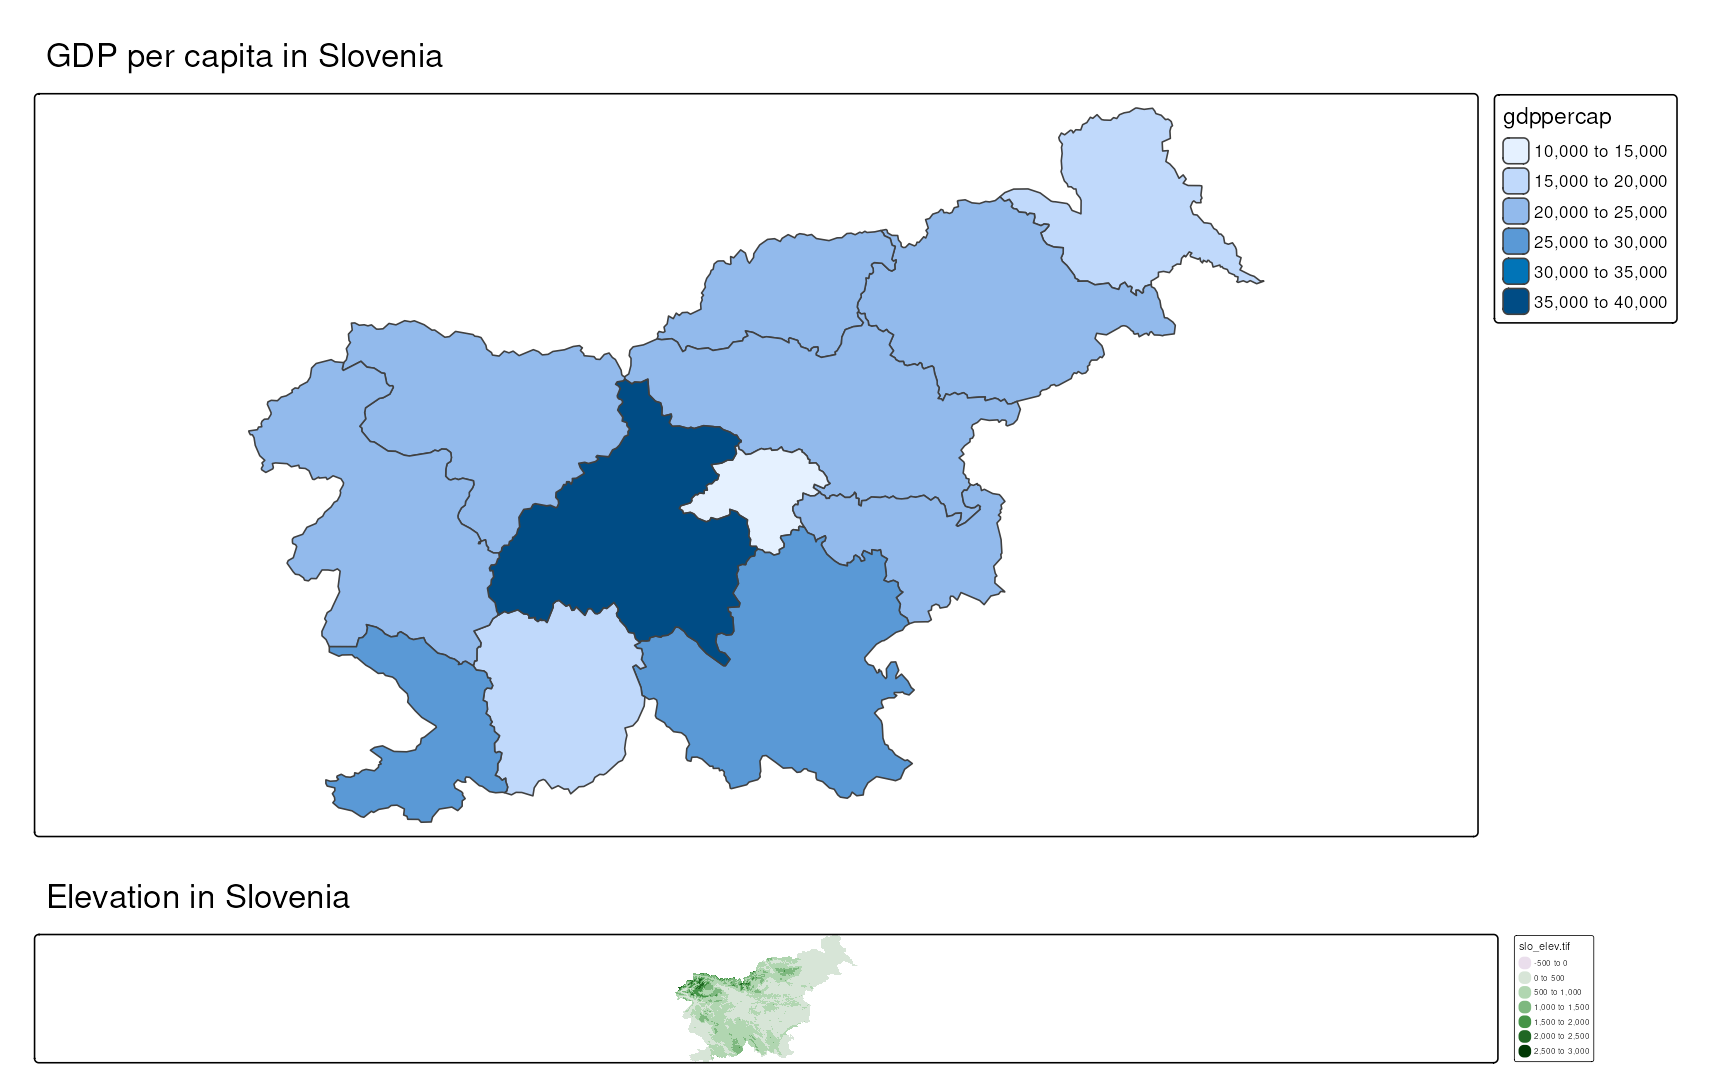 GDP per capita in Slovenia
gdppercap
10,000 to 15,000
15,000 to 20,000
20,000 to 25,000
25,000 to 30,000
30,000 to 35,000
35,000 to 40,000
Elevation in Slovenia
slo_elev.tif
-500 to 0
0 to 500
500 to 1,000
1,000 to 1,500
1,500 to 2,000
2,000 to 2,500
2,500 to 3,000